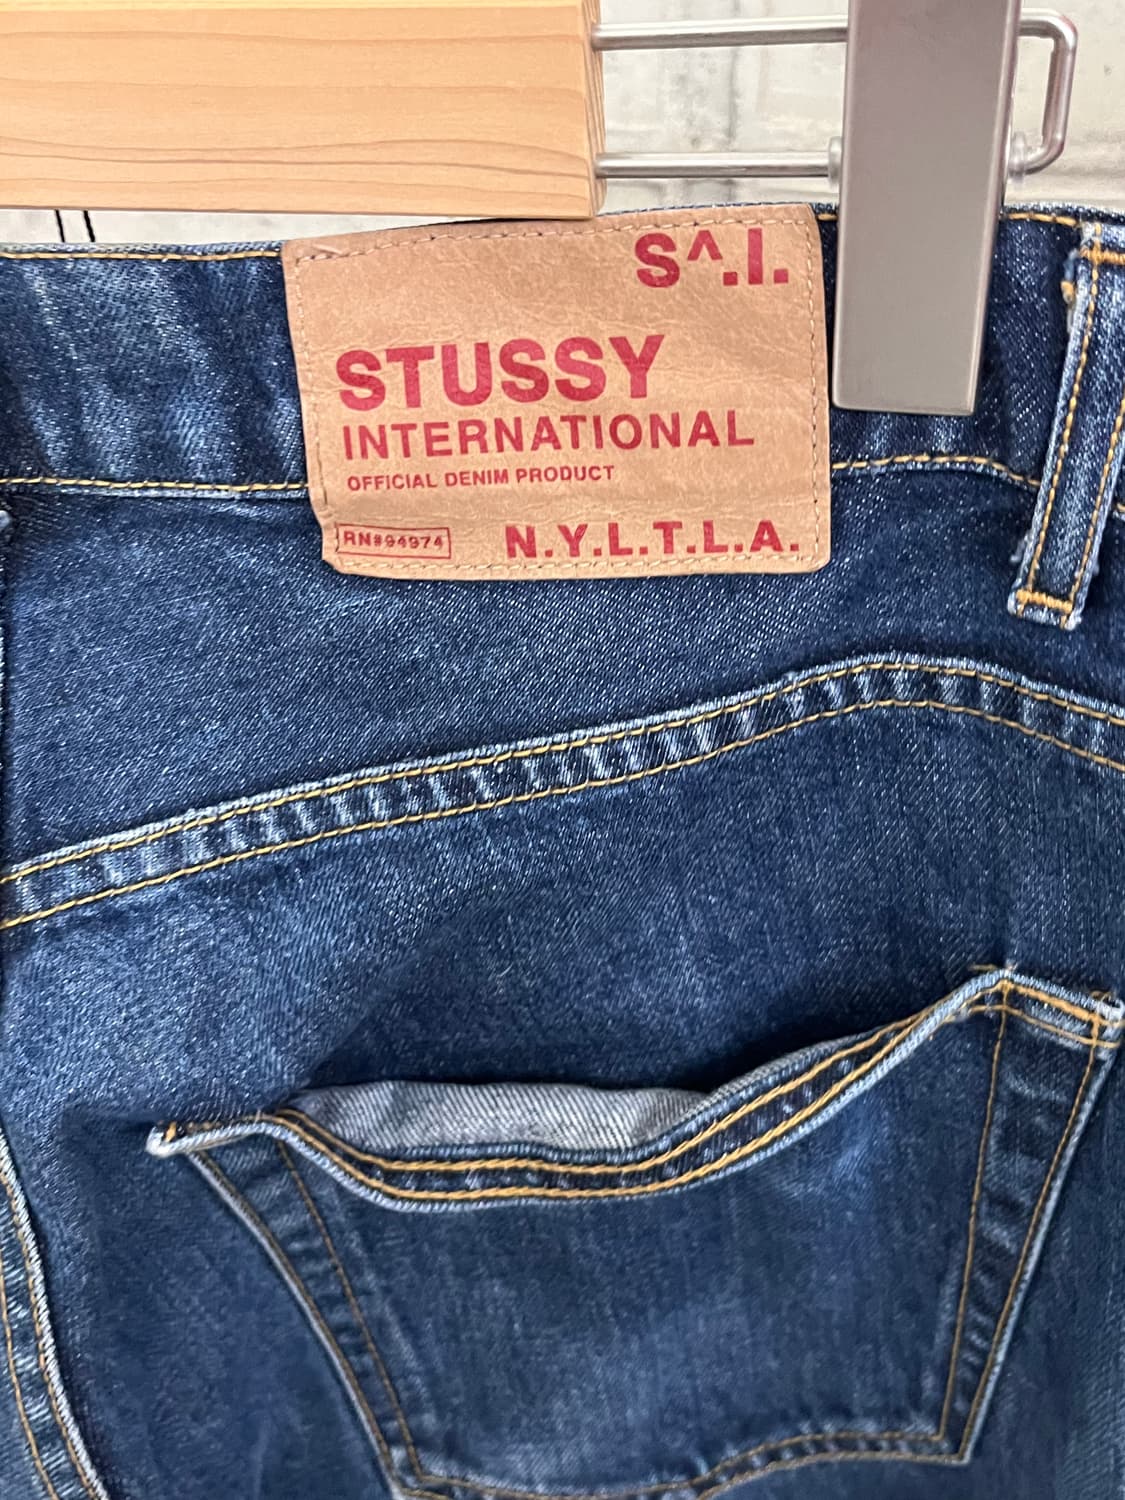 S^.I.
STUSSY
INTERNATIONAL
OFFICIAL DENIM PRODUCT
RN#94974
N.Y.L.T.L.A.